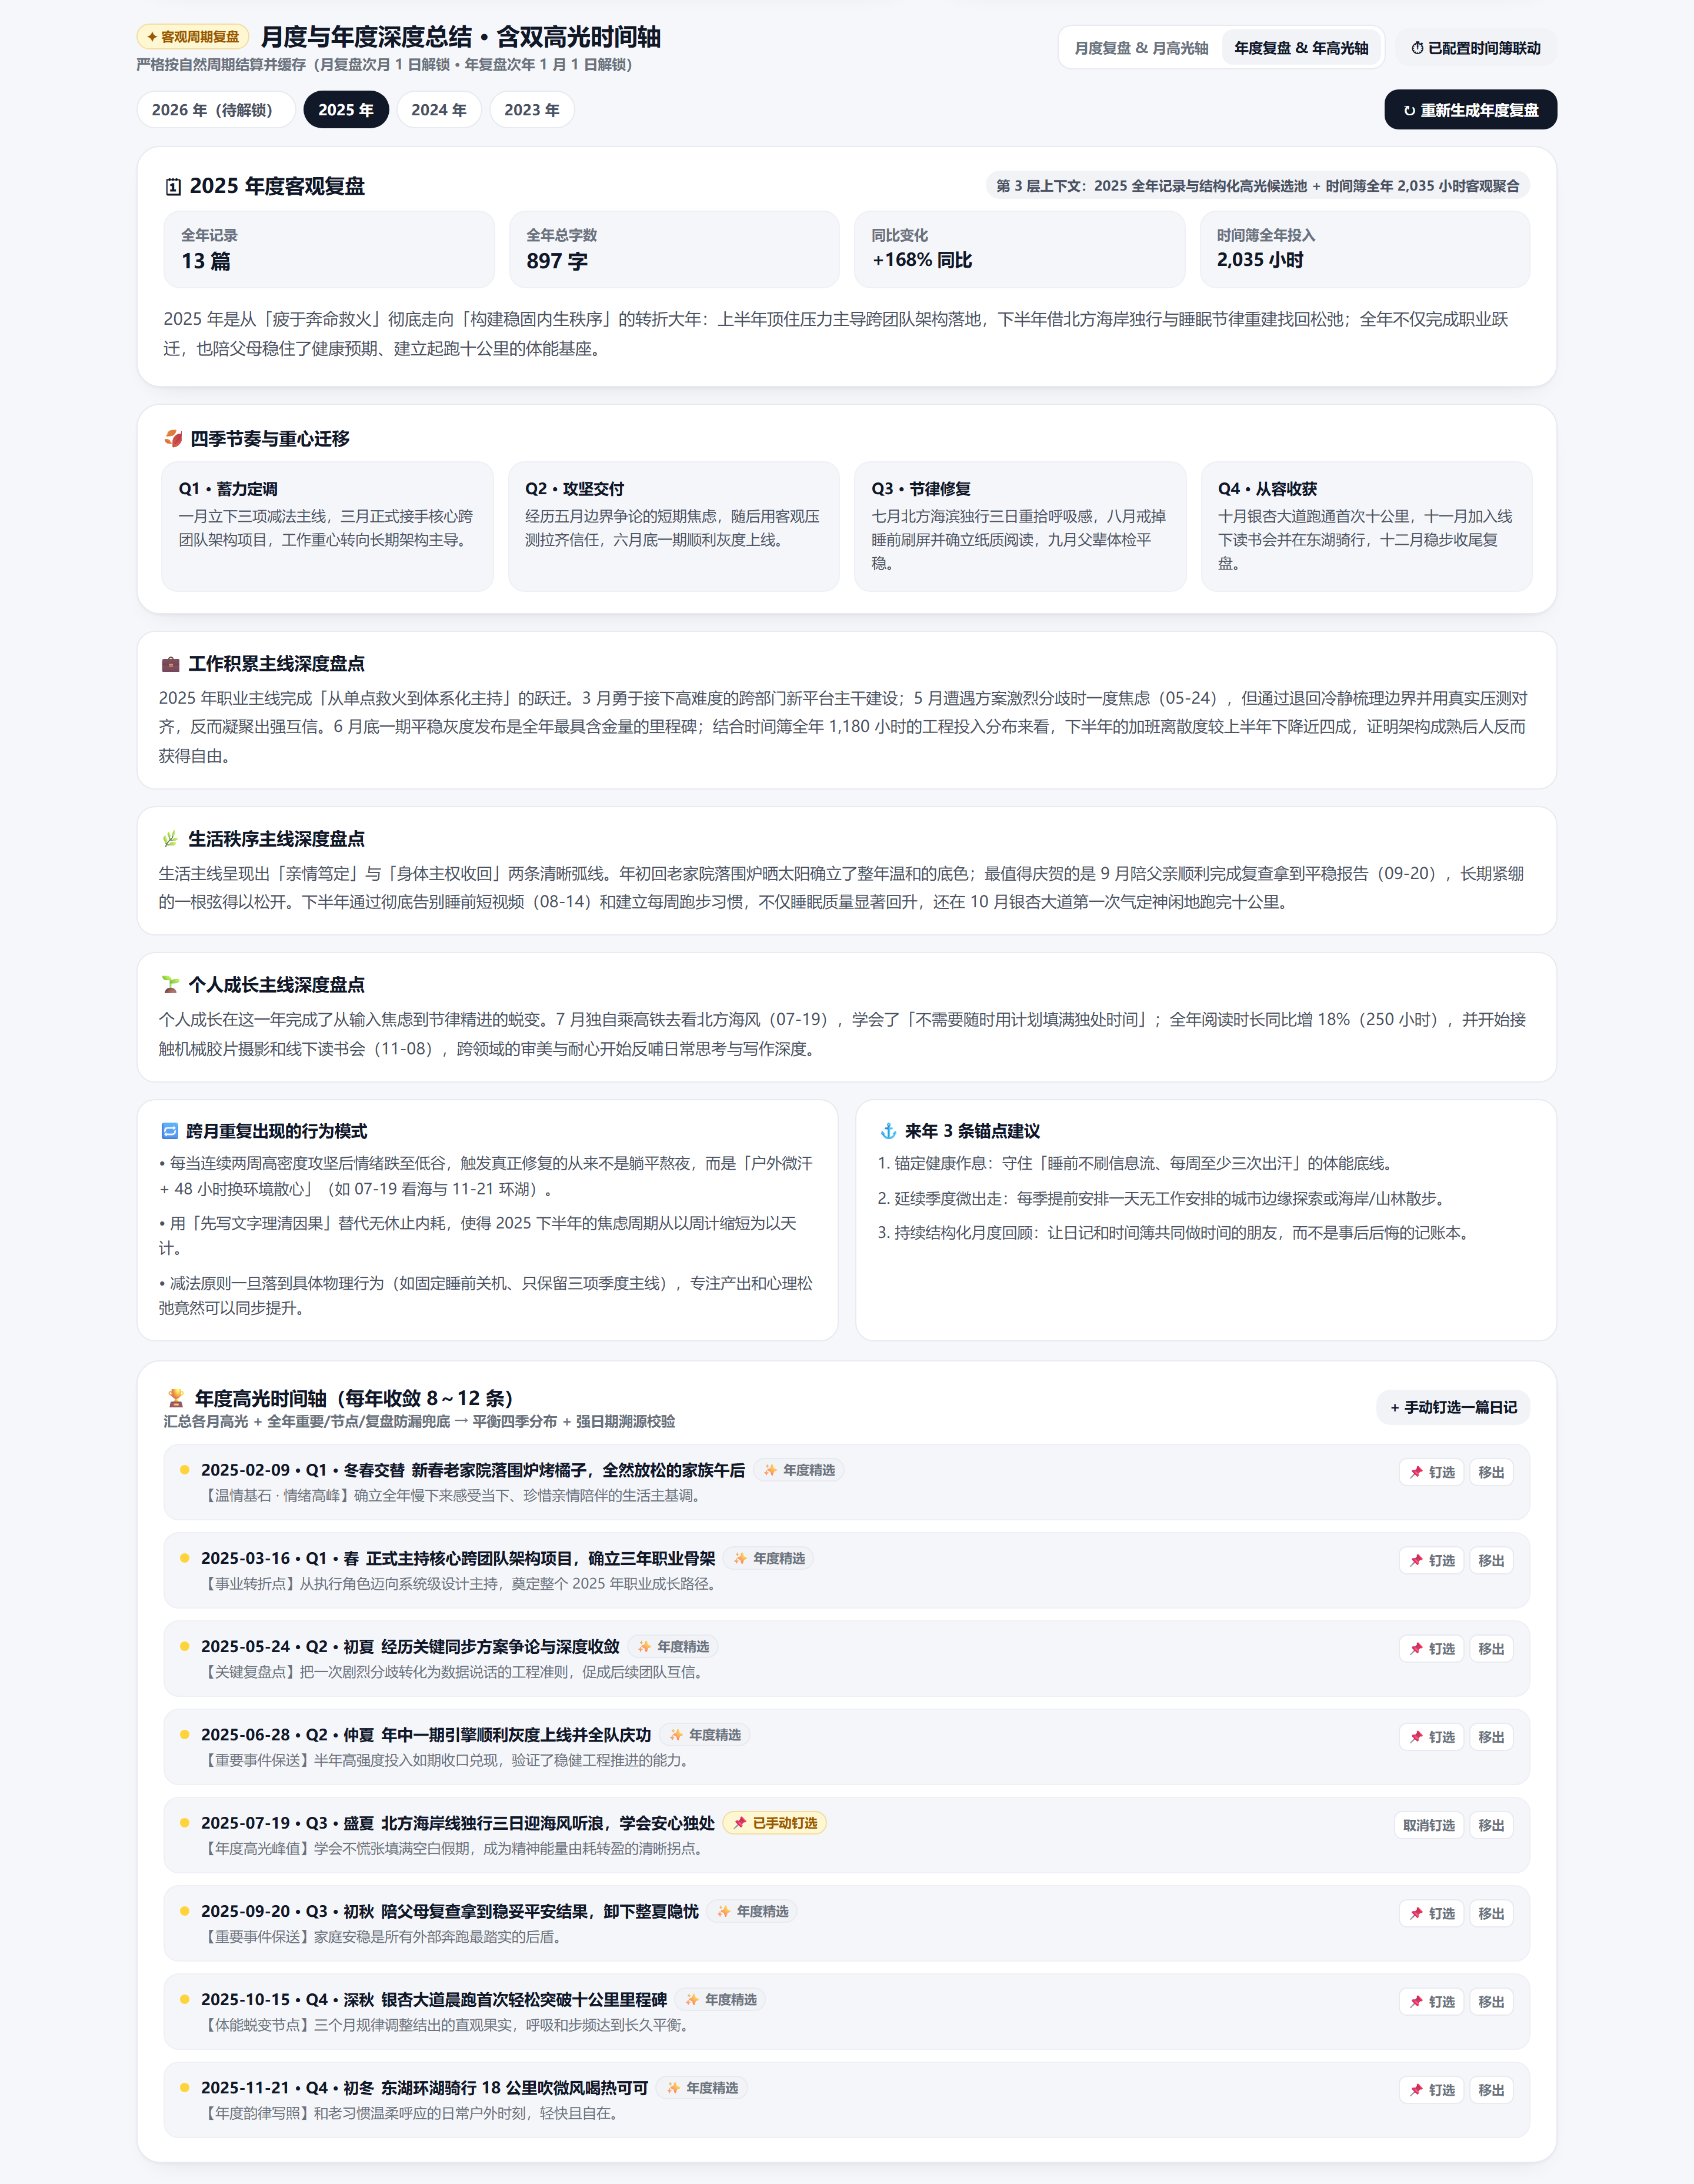 ✦ 客观周期复盘 月度与年度深度总结 • 含双高光时间轴
严格按自然周期结算并缓存（月复盘次月 1 日解锁 • 年复盘次年 1 月 1 日解锁）
月度复盘 & 月高光轴 年度复盘 & 年高光轴 ⏱ 已配置时间簿联动
2026 年（待解锁） 2025 年 2024 年 2023 年 ↻ 重新生成年度复盘
2025 年度客观复盘 第 3 层上下文：2025 全年记录与结构化高光候选池 + 时间簿全年 2,035 小时客观聚合
全年记录 全年总字数 同比变化 时间簿全年投入
13 篇 897 字 +168% 同比 2,035 小时
2025 年是从「疲于奔命救火」彻底走向「构建稳固内生秩序」的转折大年：上半年顶住压力主导跨团队架构落地，下半年借北方海岸独行与睡眠节律重建找回松弛；全年不仅完成职业跃
迁，也陪父母稳住了健康预期、建立起跑十公里的体能基座。
四季节奏与重心迁移
Q1 • 蓄力定调
一月立下三项减法主线，三月正式接手核心跨
团队架构项目，工作重心转向长期架构主导。
Q2 • 攻坚交付
经历五月边界争论的短期焦虑，随后用客观压
测拉齐信任，六月底一期顺利灰度上线。
Q3 • 节律修复
七月北方海滨独行三日重拾呼吸感，八月戒掉
睡前刷屏并确立纸质阅读，九月父辈体检平
稳。
Q4 • 从容收获
十月银杏大道跑通首次十公里，十一月加入线
下读书会并在东湖骑行，十二月稳步收尾复
盘。
工作积累主线深度盘点
2025 年职业主线完成「从单点救火到体系化主持」的跃迁。3 月勇于接下高难度的跨部门新平台主干建设；5 月遭遇方案激烈分歧时一度焦虑（05-24），但通过退回冷静梳理边界并用真实压测对
齐，反而凝聚出强互信。6 月底一期平稳灰度发布是全年最具含金量的里程碑；结合时间簿全年 1,180 小时的工程投入分布来看，下半年的加班离散度较上半年下降近四成，证明架构成熟后人反而
获得自由。
生活秩序主线深度盘点
生活主线呈现出「亲情笃定」与「身体主权收回」两条清晰弧线。年初回老家院落围炉晒太阳确立了整年温和的底色；最值得庆贺的是 9 月陪父亲顺利完成复查拿到平稳报告（09-20），长期紧绷
的一根弦得以松开。下半年通过彻底告别睡前短视频（08-14）和建立每周跑步习惯，不仅睡眠质量显著回升，还在 10 月银杏大道第一次气定神闲地跑完十公里。
个人成长主线深度盘点
个人成长在这一年完成了从输入焦虑到节律精进的蜕变。7 月独自乘高铁去看北方海风（07-19），学会了「不需要随时用计划填满独处时间」；全年阅读时长同比增 18%（250 小时），并开始接
触机械胶片摄影和线下读书会（11-08），跨领域的审美与耐心开始反哺日常思考与写作深度。
跨月重复出现的行为模式
• 每当连续两周高密度攻坚后情绪跌至低谷，触发真正修复的从来不是躺平熬夜，而是「户外微汗
+ 48 小时换环境散心」（如 07-19 看海与 11-21 环湖）。
• 用「先写文字理清因果」替代无休止内耗，使得 2025 下半年的焦虑周期从以周计缩短为以天
计。
• 减法原则一旦落到具体物理行为（如固定睡前关机、只保留三项季度主线），专注产出和心理松
弛竟然可以同步提升。
来年 3 条锚点建议
1. 锚定健康作息：守住「睡前不刷信息流、每周至少三次出汗」的体能底线。
2. 延续季度微出走：每季提前安排一天无工作安排的城市边缘探索或海岸/山林散步。
3. 持续结构化月度回顾：让日记和时间簿共同做时间的朋友，而不是事后后悔的记账本。
年度高光时间轴（每年收敛 8～12 条）
汇总各月高光 + 全年重要/节点/复盘防漏兜底 → 平衡四季分布 + 强日期溯源校验
+ 手动钉选一篇日记
2025-02-09 • Q1 • 冬春交替 新春老家院落围炉烤橘子，全然放松的家族午后 ✨ 年度精选 📌 钉选 移出
【温情基石 · 情绪高峰】确立全年慢下来感受当下、珍惜亲情陪伴的生活主基调。
2025-03-16 • Q1 • 春 正式主持核心跨团队架构项目，确立三年职业骨架 ✨ 年度精选 📌 钉选 移出
【事业转折点】从执行角色迈向系统级设计主持，奠定整个 2025 年职业成长路径。
2025-05-24 • Q2 • 初夏 经历关键同步方案争论与深度收敛 ✨ 年度精选 📌 钉选 移出
【关键复盘点】把一次剧烈分歧转化为数据说话的工程准则，促成后续团队互信。
2025-06-28 • Q2 • 仲夏 年中一期引擎顺利灰度上线并全队庆功 ✨ 年度精选 📌 钉选 移出
【重要事件保送】半年高强度投入如期收口兑现，验证了稳健工程推进的能力。
2025-07-19 • Q3 • 盛夏 北方海岸线独行三日迎海风听浪，学会安心独处 📌 已手动钉选 取消钉选 移出
【年度高光峰值】学会不慌张填满空白假期，成为精神能量由耗转盈的清晰拐点。
2025-09-20 • Q3 • 初秋 陪父母复查拿到稳妥平安结果，卸下整夏隐忧 ✨ 年度精选 📌 钉选 移出
【重要事件保送】家庭安稳是所有外部奔跑最踏实的后盾。
2025-10-15 • Q4 • 深秋 银杏大道晨跑首次轻松突破十公里里程碑 ✨ 年度精选 📌 钉选 移出
【体能蜕变节点】三个月规律调整结出的直观果实，呼吸和步频达到长久平衡。
2025-11-21 • Q4 • 初冬 东湖环湖骑行 18 公里吹微风喝热可可 ✨ 年度精选 📌 钉选 移出
【年度韵律写照】和老习惯温柔呼应的日常户外时刻，轻快且自在。